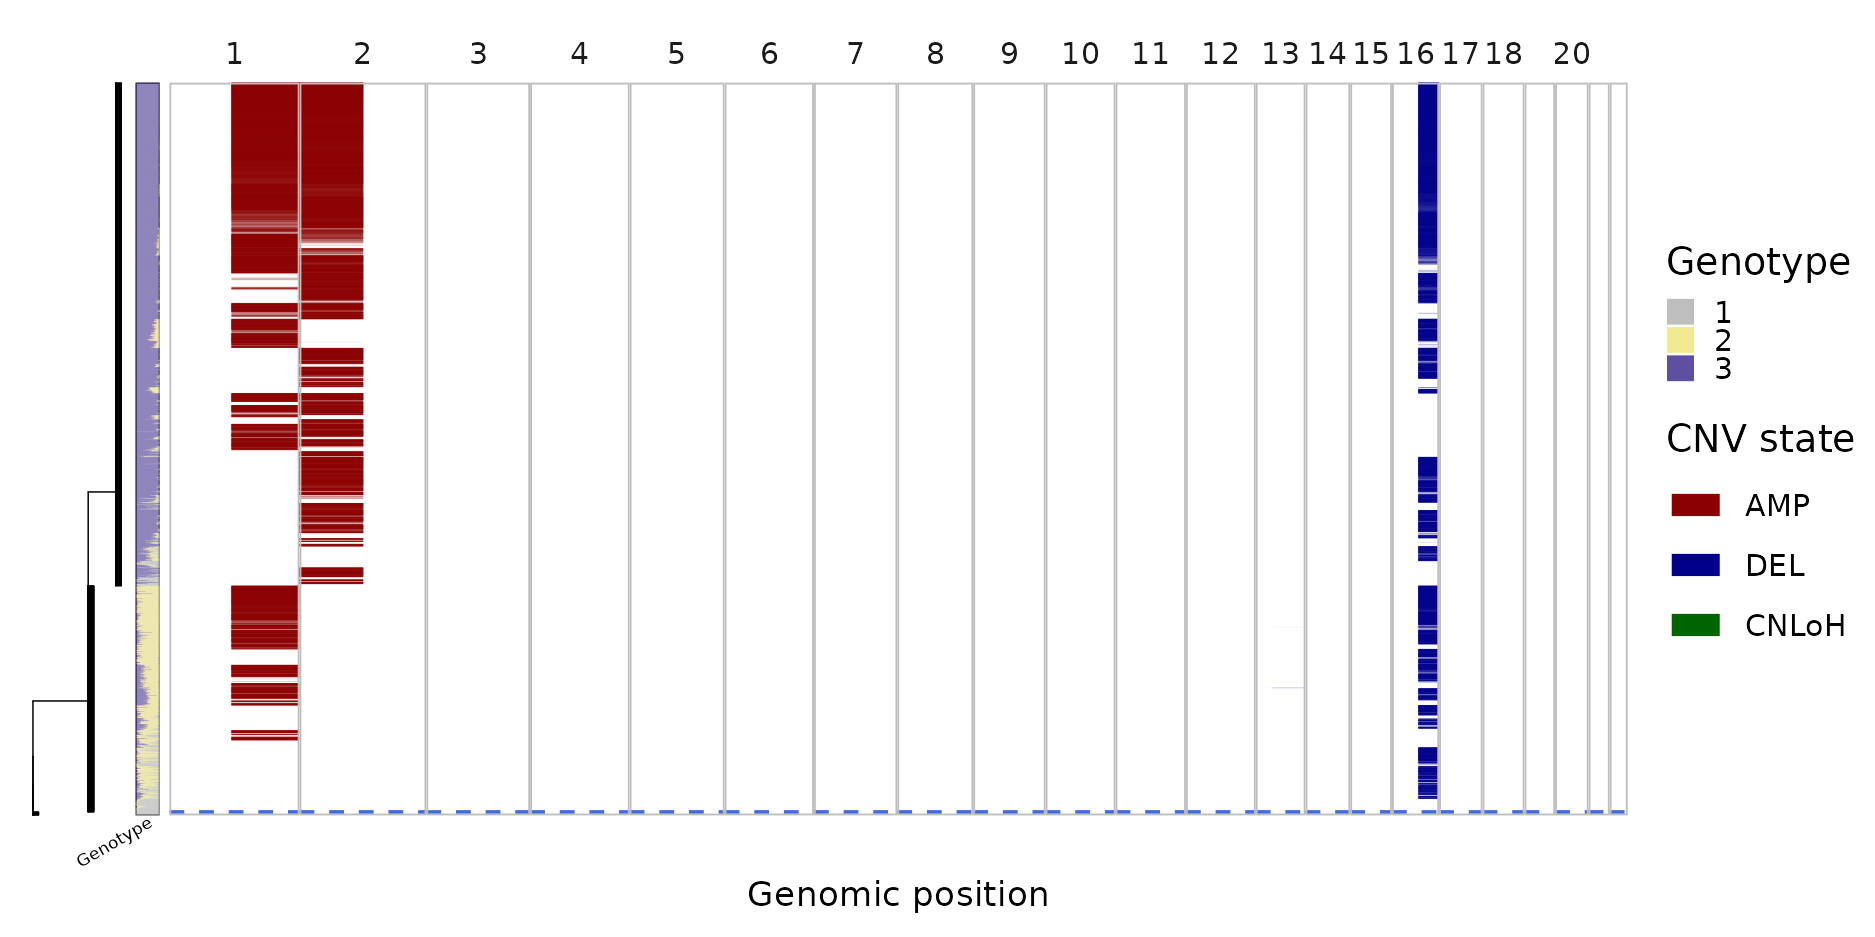 1 2 3 4 5 6 7 8 9 10 11 12 13 14 15 16 17 18 20
Genotype
1
2
3
CNV state
AMP
DEL
CNLoH
Genotype
Genomic position